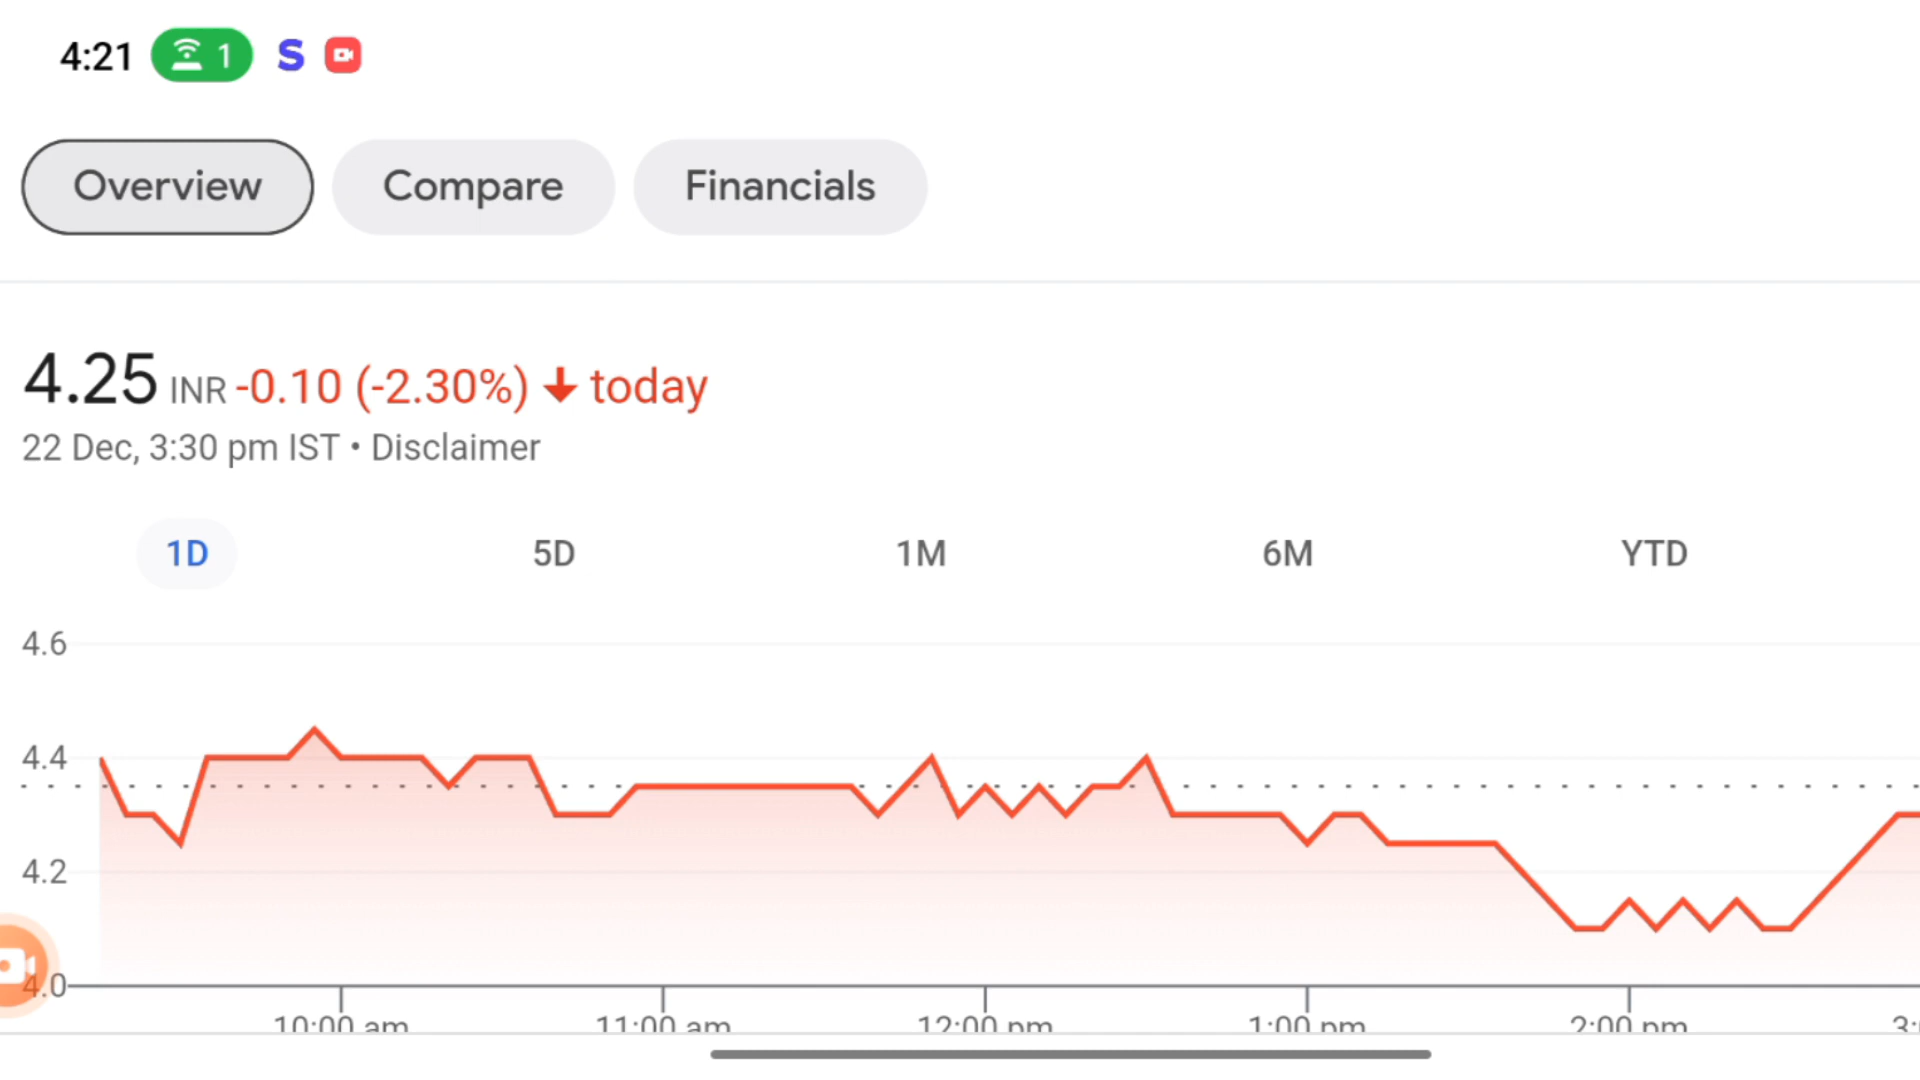 4:21 1 S
Overview Compare Financials
4.25 INR -0.10 (-2.30%) ↓ today
22 Dec, 3:30 pm IST • Disclaimer
1D 5D 1M 6M YTD
4.6
4.4
4.2
4.0
10:00 am 11:00 am 12:00 pm 1:00 pm 2:00 pm 3: